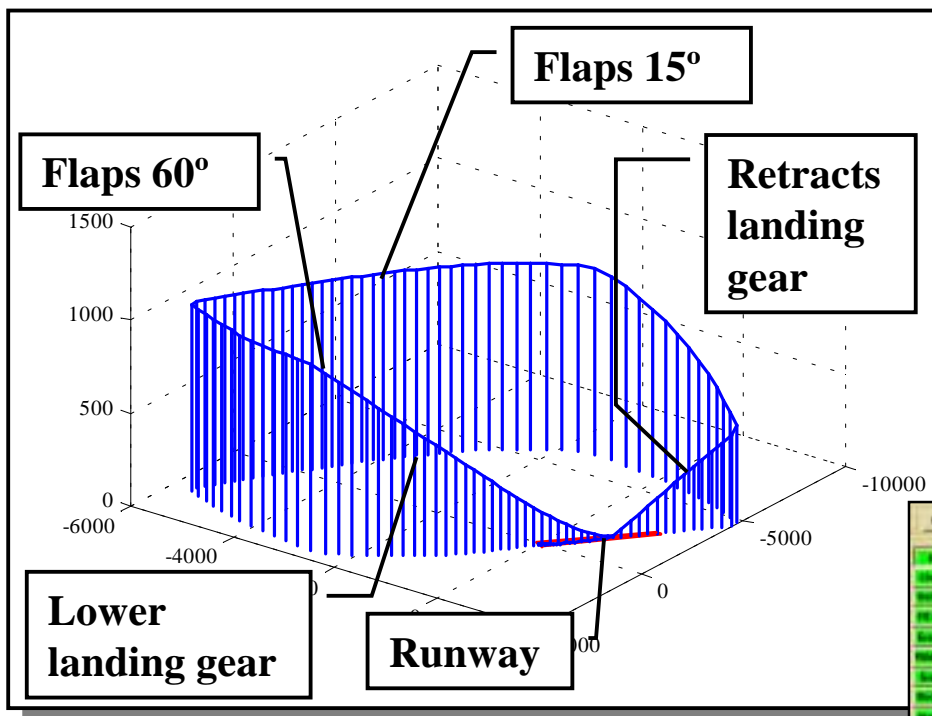 Flaps 15º
Flaps 60º
Retracts
landing
gear
1500
1000
500
0
-6000
-4000
-10000
-5000
0
Lower
landing gear
Runway